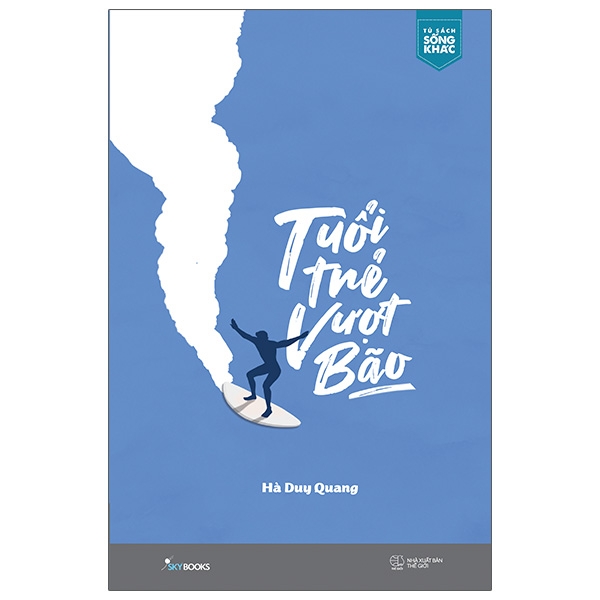 TỦ SÁCH
SỐNG
KHÁC
Tuổi
trẻ
Vượt
Bão
Hà Duy Quang
SKYBOOKS
NHÀ XUẤT BẢN
THẾ GIỚI